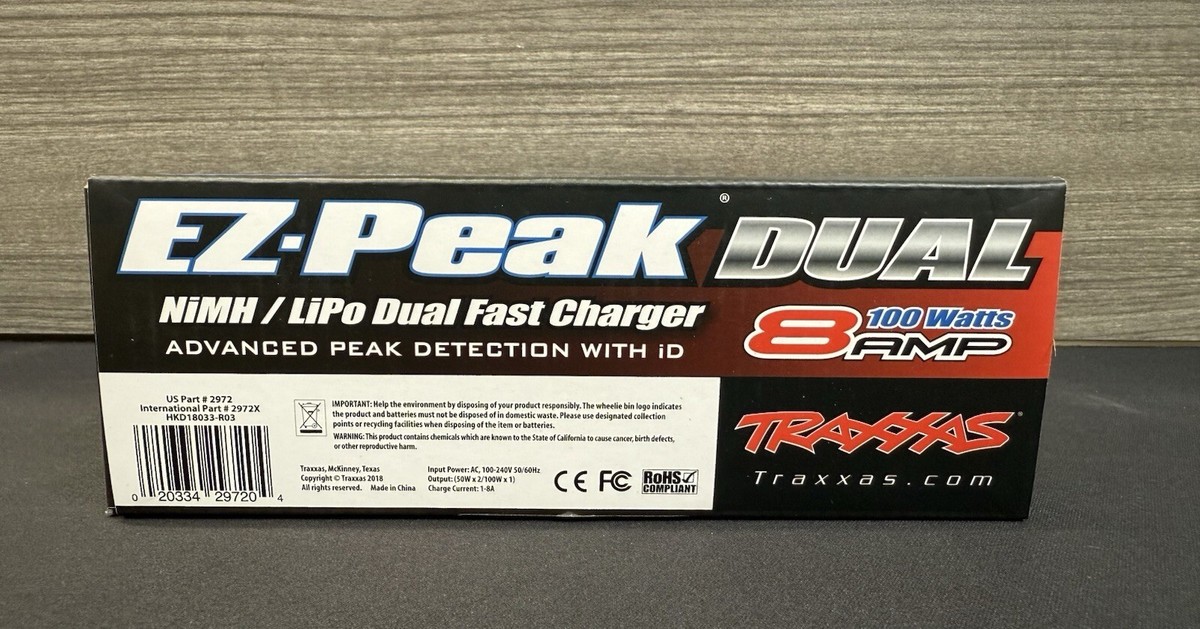 EZ-Peak® DUAL
NiMH / LiPo Dual Fast Charger
ADVANCED PEAK DETECTION WITH iD
8 AMP
100 Watts
US Part # 2972
International Part # 2972X
HKD18033-R03
0 20334 29720 4
IMPORTANT: Help the environment by disposing of your product responsibly. The wheelie bin logo indicates
the product and batteries must not be disposed of in domestic waste. Please use designated collection
points or recycling facilities when disposing of the item or batteries.
WARNING: This product contains chemicals which are known to the State of California to cause cancer, birth defects,
or other reproductive harm.
Traxxas, McKinney, Texas
Copyright © Traxxas 2018
All rights reserved. Made in China
Input Power: AC, 100-240V 50/60Hz
Output: (50W x 2/100W x 1)
Charge Current: 1-8A
CE FC RoHS
COMPLIANT
TRAXXAS®
Traxxas.com